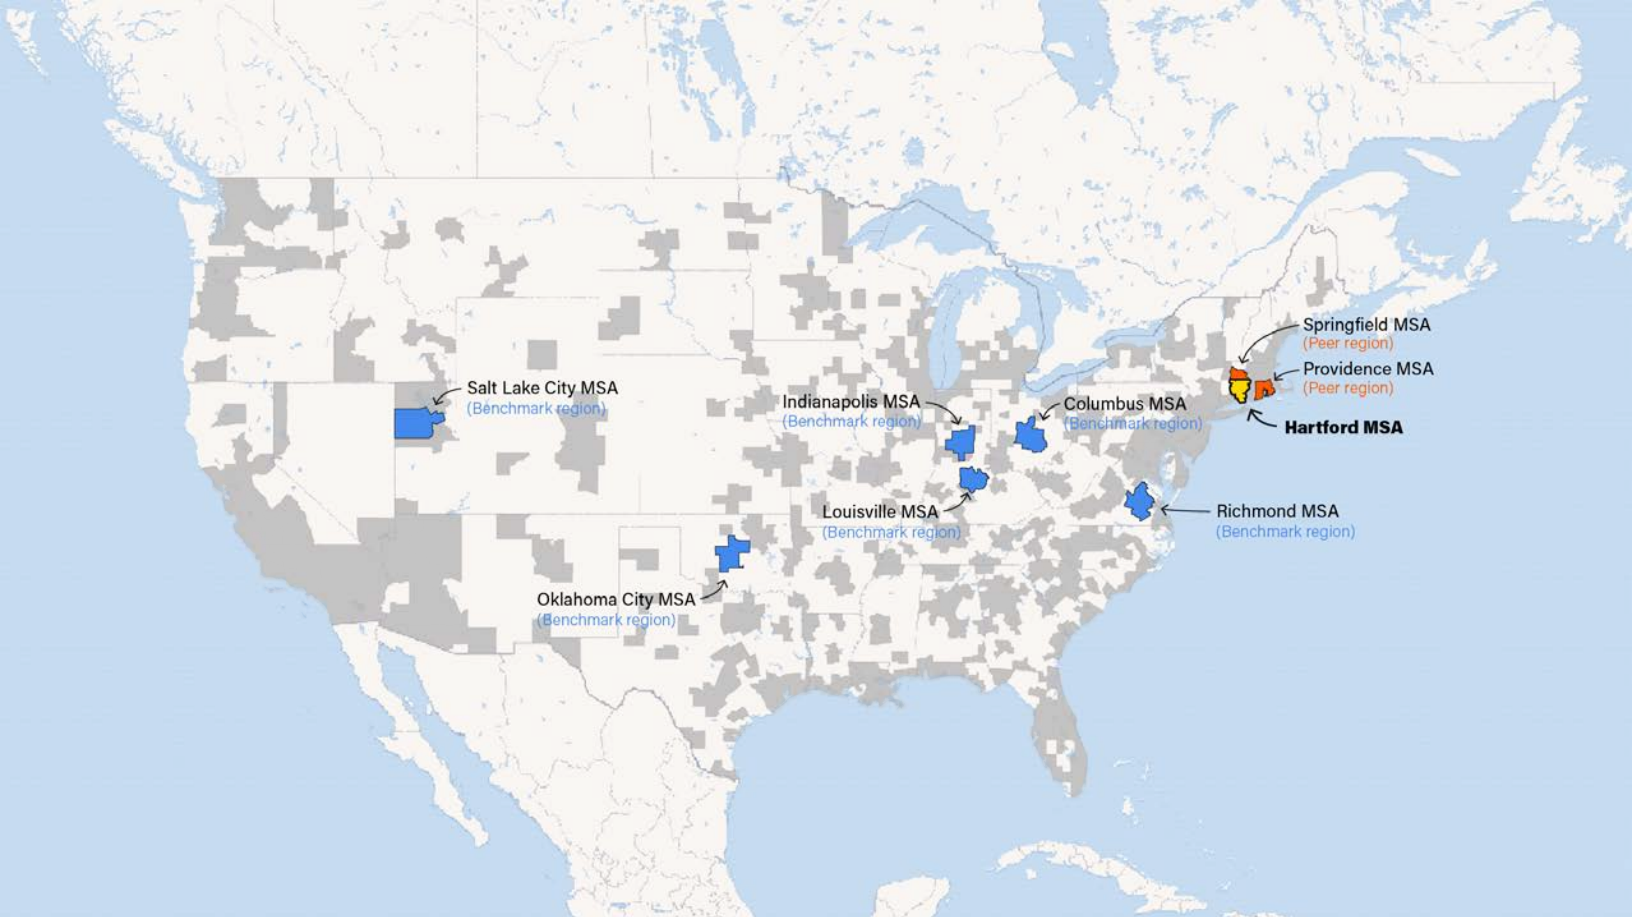 Springfield MSA
(Peer region)
Providence MSA
(Peer region)
Salt Lake City MSA
(Benchmark region)
Indianapolis MSA
(Benchmark region)
Columbus MSA
(Benchmark region)
Hartford MSA
Louisville MSA
(Benchmark region)
Richmond MSA
(Benchmark region)
Oklahoma City MSA
(Benchmark region)